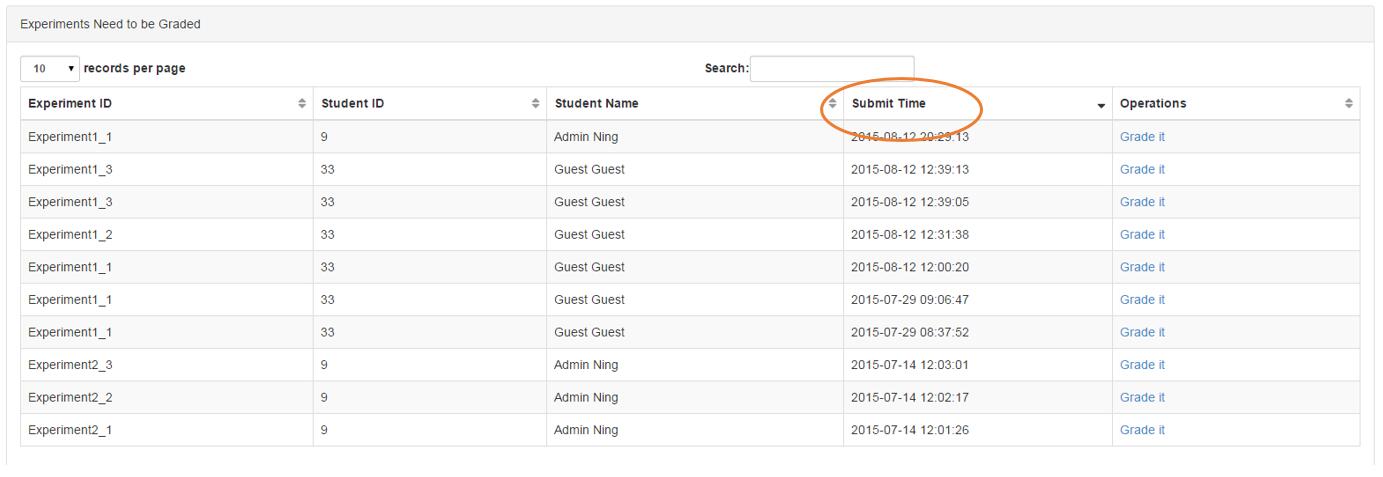 Experiments Need to be Graded
10 records per page Search:
Experiment ID Student ID Student Name Submit Time Operations
Experiment1_1 9 Admin Ning 2015-08-12 20:29:13 Grade it
Experiment1_3 33 Guest Guest 2015-08-12 12:39:13 Grade it
Experiment1_3 33 Guest Guest 2015-08-12 12:39:05 Grade it
Experiment1_2 33 Guest Guest 2015-08-12 12:31:38 Grade it
Experiment1_1 33 Guest Guest 2015-08-12 12:00:20 Grade it
Experiment1_1 33 Guest Guest 2015-07-29 09:06:47 Grade it
Experiment1_1 33 Guest Guest 2015-07-29 08:37:52 Grade it
Experiment2_3 9 Admin Ning 2015-07-14 12:03:01 Grade it
Experiment2_2 9 Admin Ning 2015-07-14 12:02:17 Grade it
Experiment2_1 9 Admin Ning 2015-07-14 12:01:26 Grade it